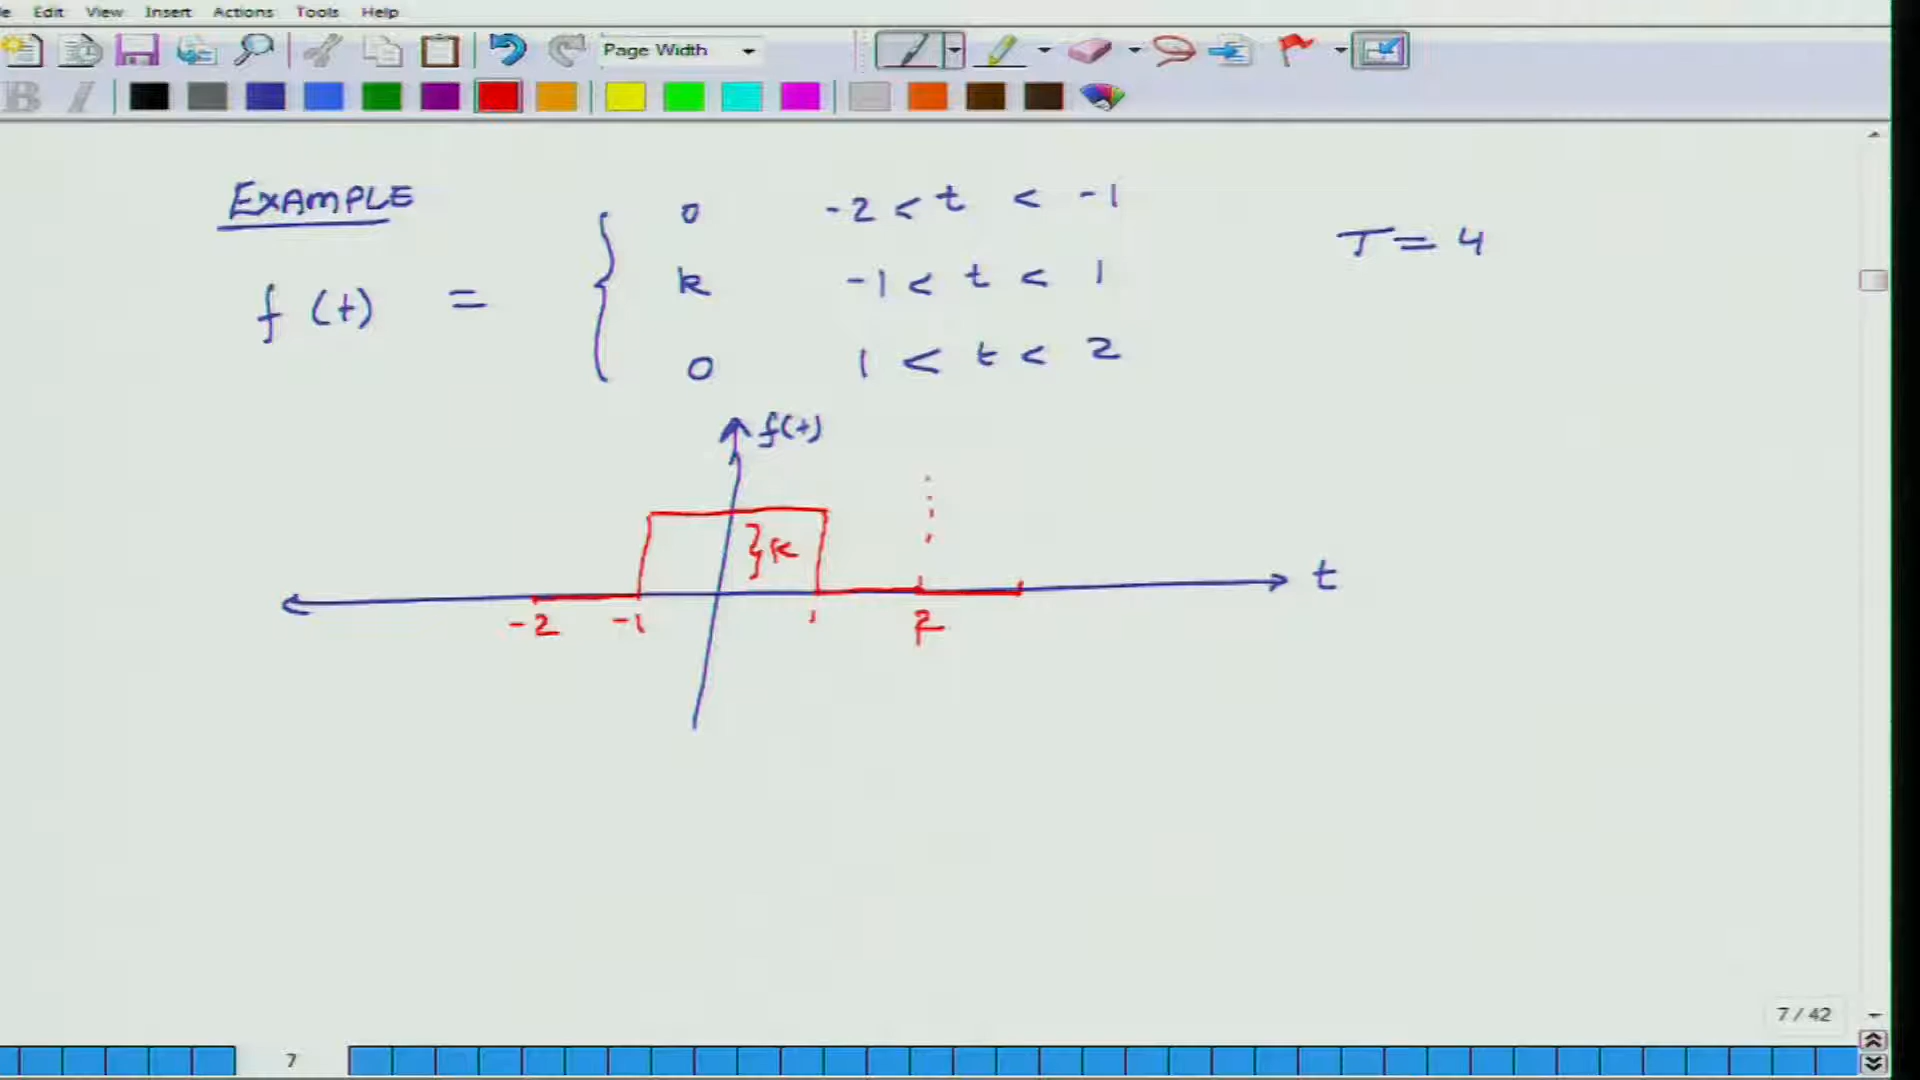 Edit View Insert Actions Tools Help
Page Width
B I
EXAMPLE
f(t) =
0 -2 < t < -1
k -1 < t < 1
0 1 < t < 2
T = 4
f(t)
}k
t
-2 -1 1 2
7 / 42
7